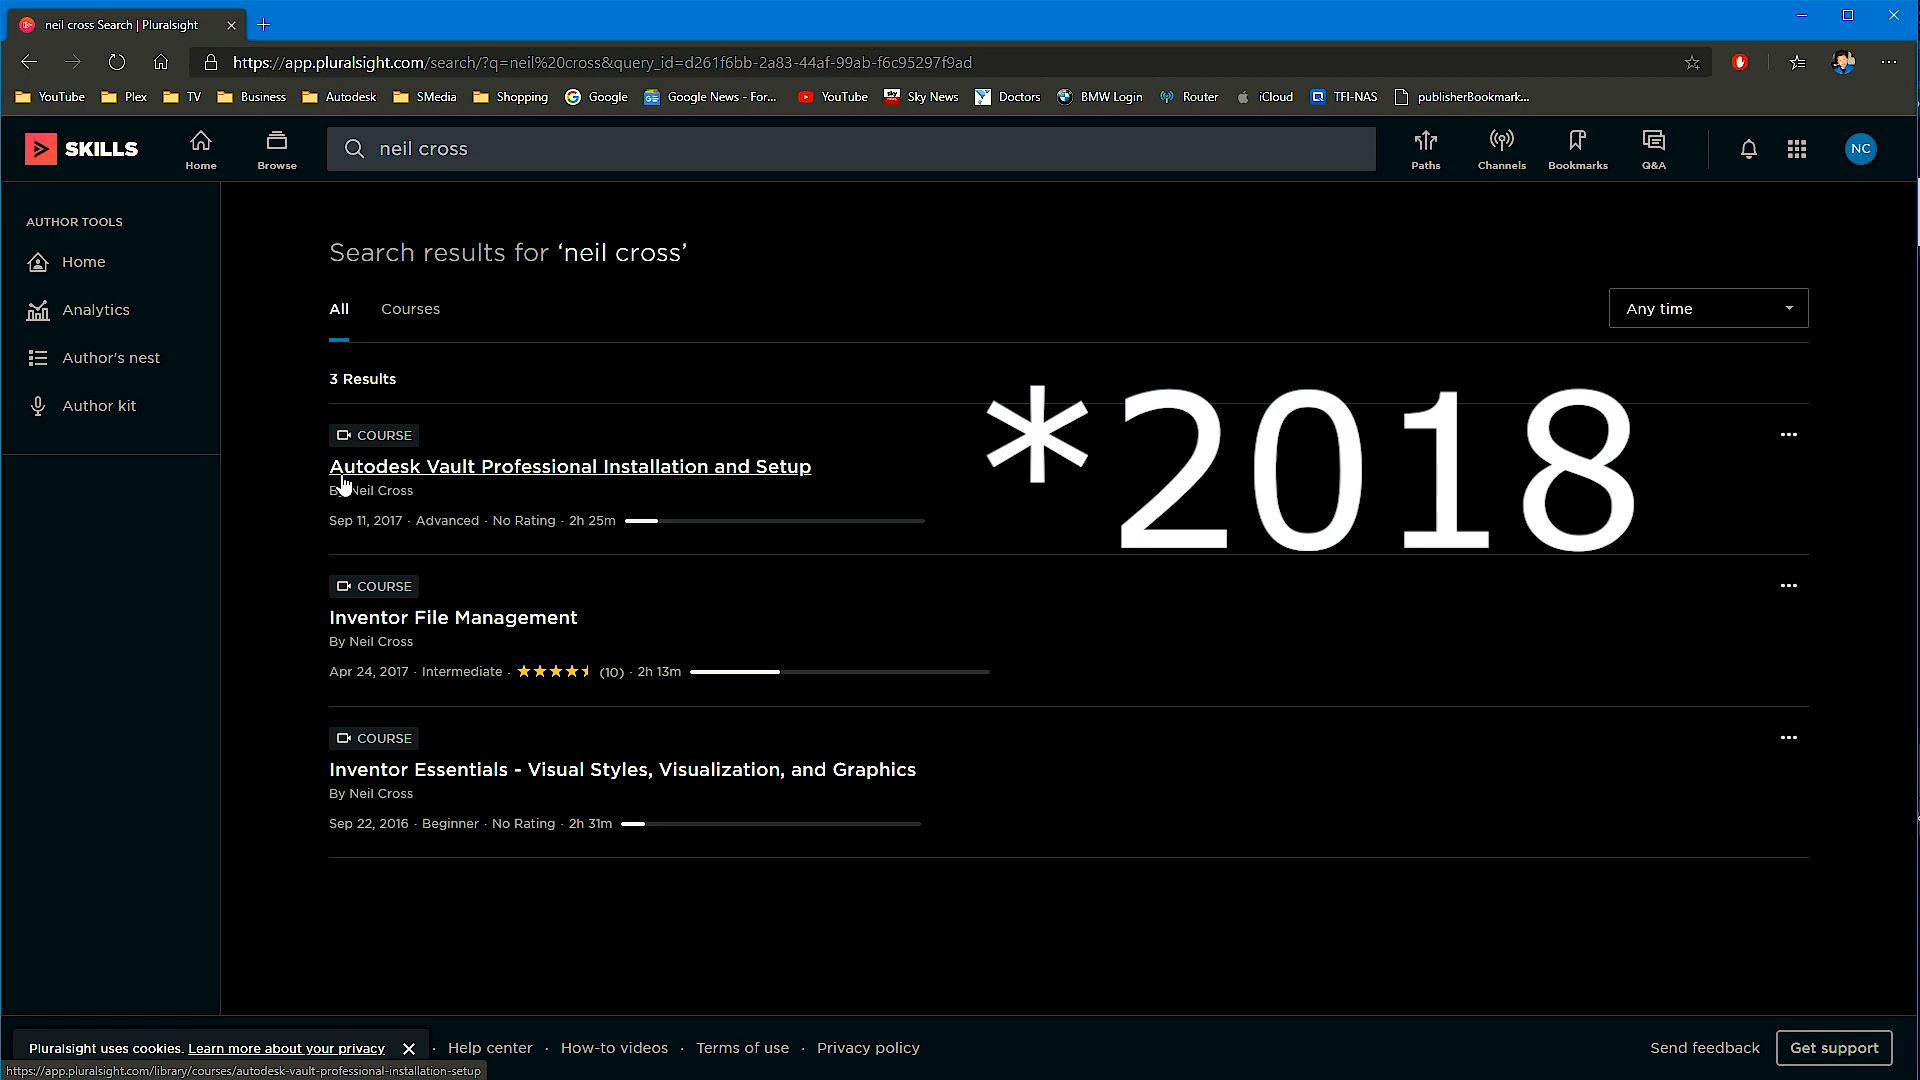 neil cross Search | Pluralsight
https://app.pluralsight.com/search/?q=neil%20cross&query_id=d261f6bb-2a83-44af-99ab-f6c95297f9ad
YouTube Plex TV Business Autodesk SMedia Shopping Google Google News - For... YouTube Sky News Doctors BMW Login Router iCloud TFI-NAS publisherBookmark...
SKILLS Home Browse neil cross Paths Channels Bookmarks Q&A NC
AUTHOR TOOLS
Home
Analytics
Author's nest
Author kit
Search results for ‘neil cross’
All Courses Any time
3 Results
*2018
COURSE
Autodesk Vault Professional Installation and Setup
By Neil Cross
Sep 11, 2017 · Advanced · No Rating · 2h 25m
COURSE
Inventor File Management
By Neil Cross
Apr 24, 2017 · Intermediate · (10) · 2h 13m
COURSE
Inventor Essentials - Visual Styles, Visualization, and Graphics
By Neil Cross
Sep 22, 2016 · Beginner · No Rating · 2h 31m
Pluralsight uses cookies. Learn more about your privacy · Help center · How-to videos · Terms of use · Privacy policy Send feedback Get support
https://app.pluralsight.com/library/courses/autodesk-vault-professional-installation-setup